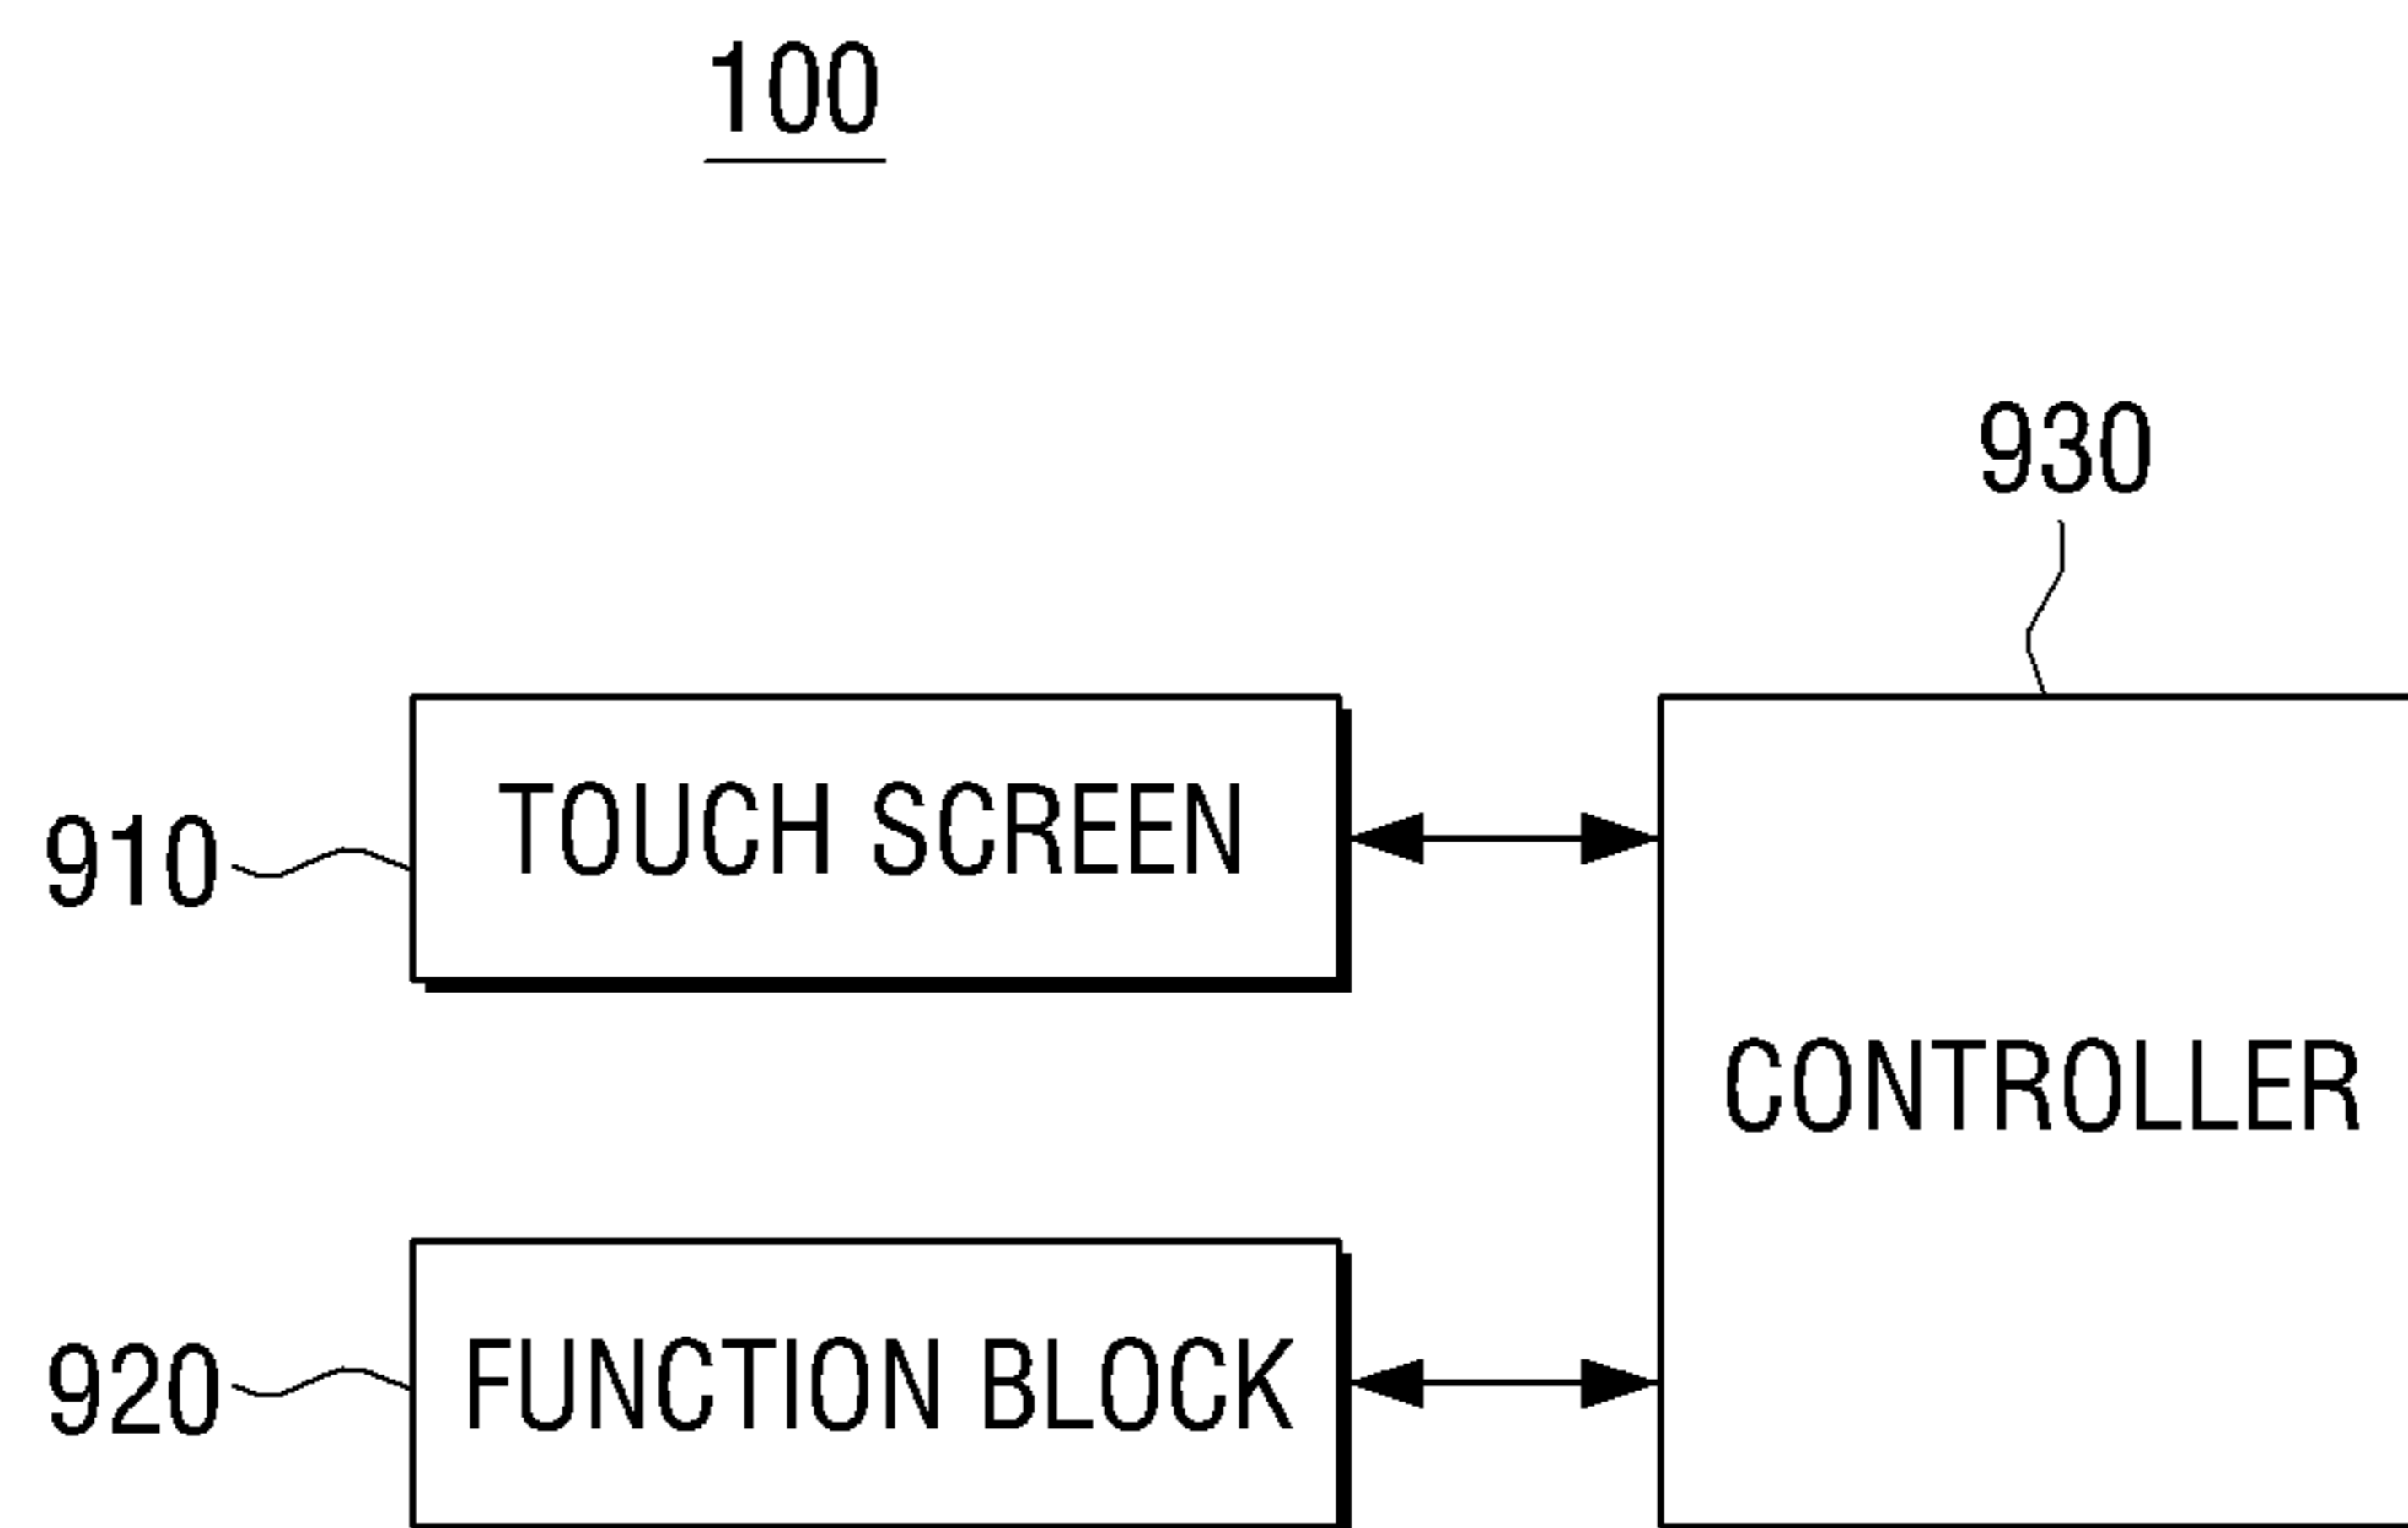 100
930
910
TOUCH SCREEN
CONTROLLER
920
FUNCTION BLOCK